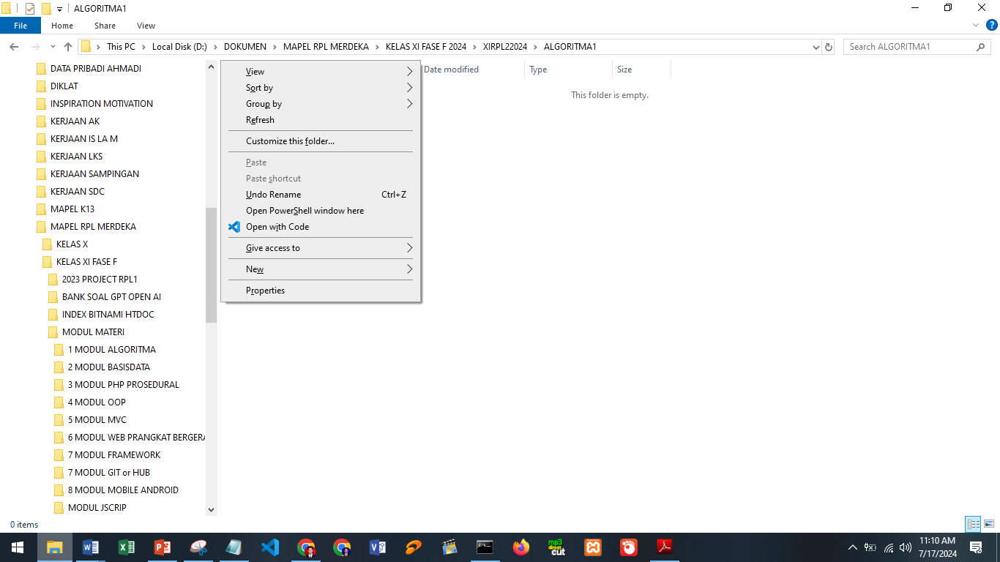 ALGORITMA1
File Home Share View
This PC Local Disk (D:) DOKUMEN MAPEL RPL MERDEKA KELAS XI FASE F 2024 XIRPL22024 ALGORITMA1
Search ALGORITMA1
DATA PRIBADI AHMADI
DIKLAT
INSPIRATION MOTIVATION
KERJAAN AK
KERJAAN IS LA M
KERJAAN LKS
KERJAAN SAMPINGAN
KERJAAN SDC
MAPEL K13
MAPEL RPL MERDEKA
KELAS X
KELAS XI FASE F
2023 PROJECT RPL1
BANK SOAL GPT OPEN AI
INDEX BITNAMI HTDOC
MODUL MATERI
1 MODUL ALGORITMA
2 MODUL BASISDATA
3 MODUL PHP PROSEDURAL
4 MODUL OOP
5 MODUL MVC
6 MODUL WEB PRANGKAT BERGERA
7 MODUL FRAMEWORK
7 MODUL GIT or HUB
8 MODUL MOBILE ANDROID
MODUL JSCRIP
View
Sort by
Group by
Refresh
Customize this folder...
Paste
Paste shortcut
Undo Rename Ctrl+Z
Open PowerShell window here
Open with Code
Give access to
New
Properties
Date modified Type Size
This folder is empty.
0 items
mp3
direct
cut
11:10 AM
7/17/2024